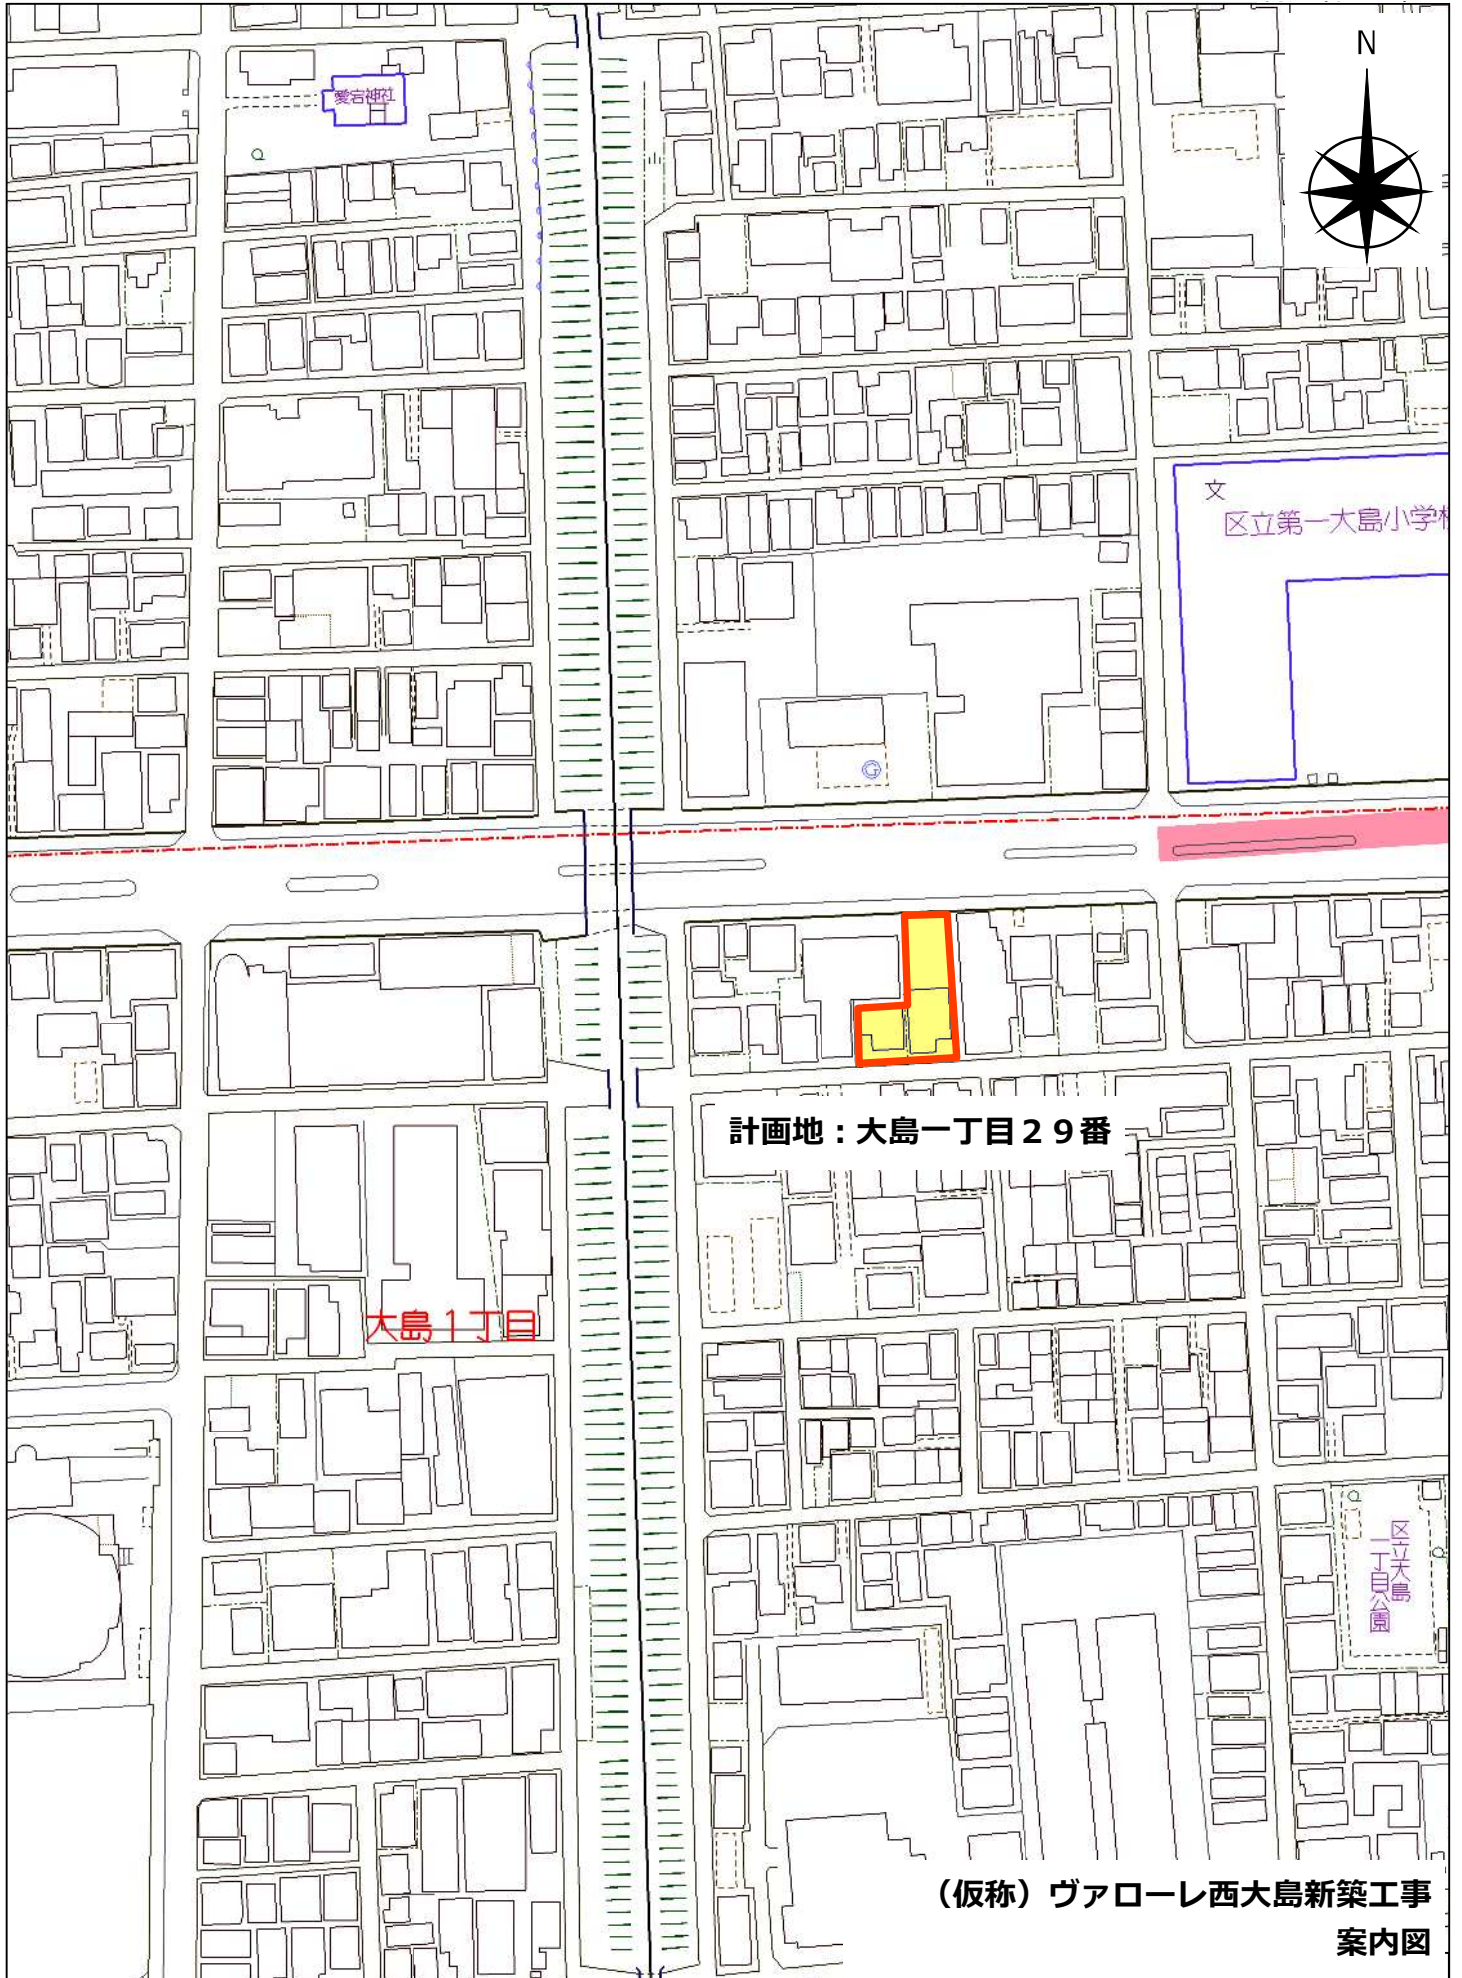 N
愛宕神社
文
区立第一大島小学校
計画地：大島一丁目２９番
大島１丁目
区立大島
一丁目公園
（仮称）ヴァローレ西大島新築工事
案内図